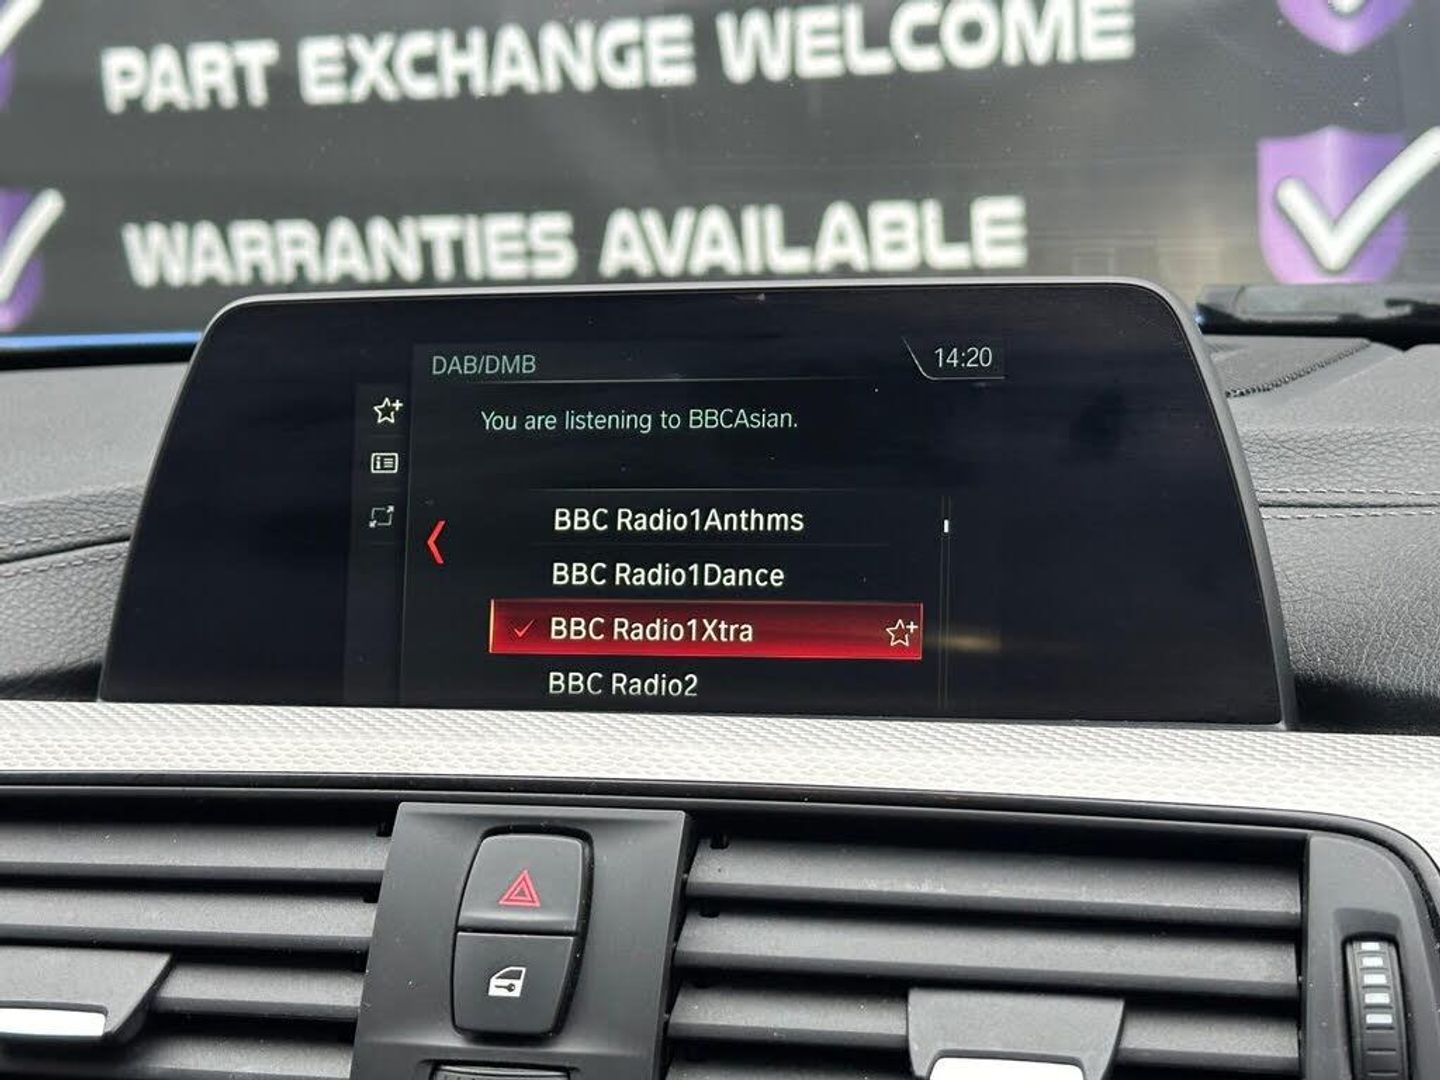 PART EXCHANGE WELCOME
WARRANTIES AVAILABLE
DAB/DMB
14:20
You are listening to BBCAsian.
BBC Radio1Anthms
BBC Radio1Dance
BBC Radio1Xtra
BBC Radio2